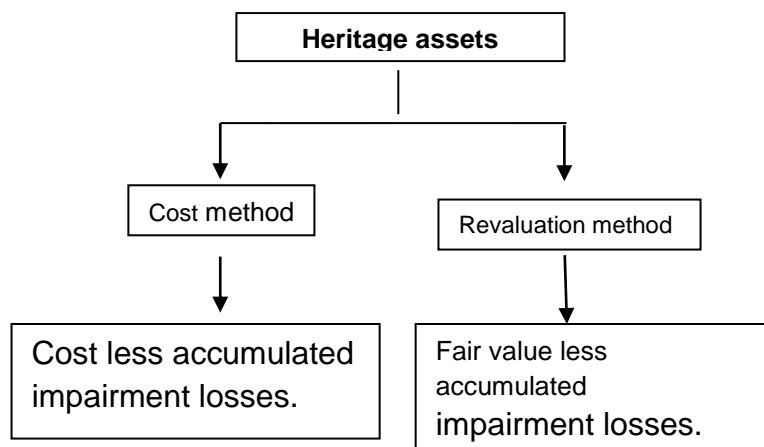 Heritage assets
Cost method
Revaluation method
Cost less accumulated
impairment losses.
Fair value less
accumulated
impairment losses.